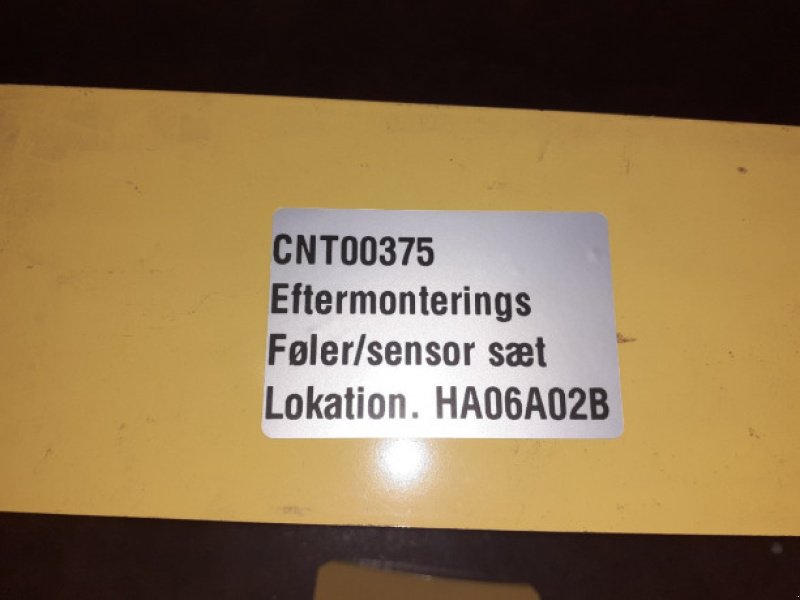 CNT00375
Eftermonterings
Føler/sensor sæt
Lokation. HA06A02B